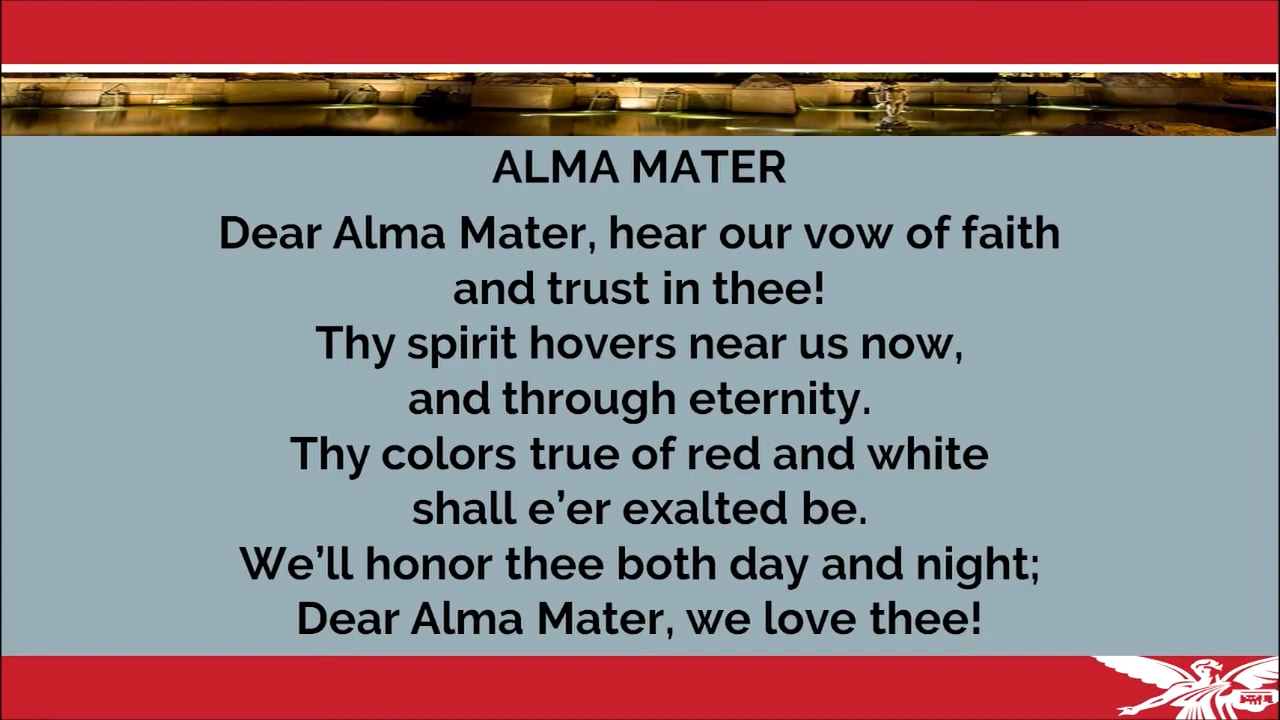 ALMA MATER
Dear Alma Mater, hear our vow of faith
and trust in thee!
Thy spirit hovers near us now,
and through eternity.
Thy colors true of red and white
shall e’er exalted be.
We’ll honor thee both day and night;
Dear Alma Mater, we love thee!